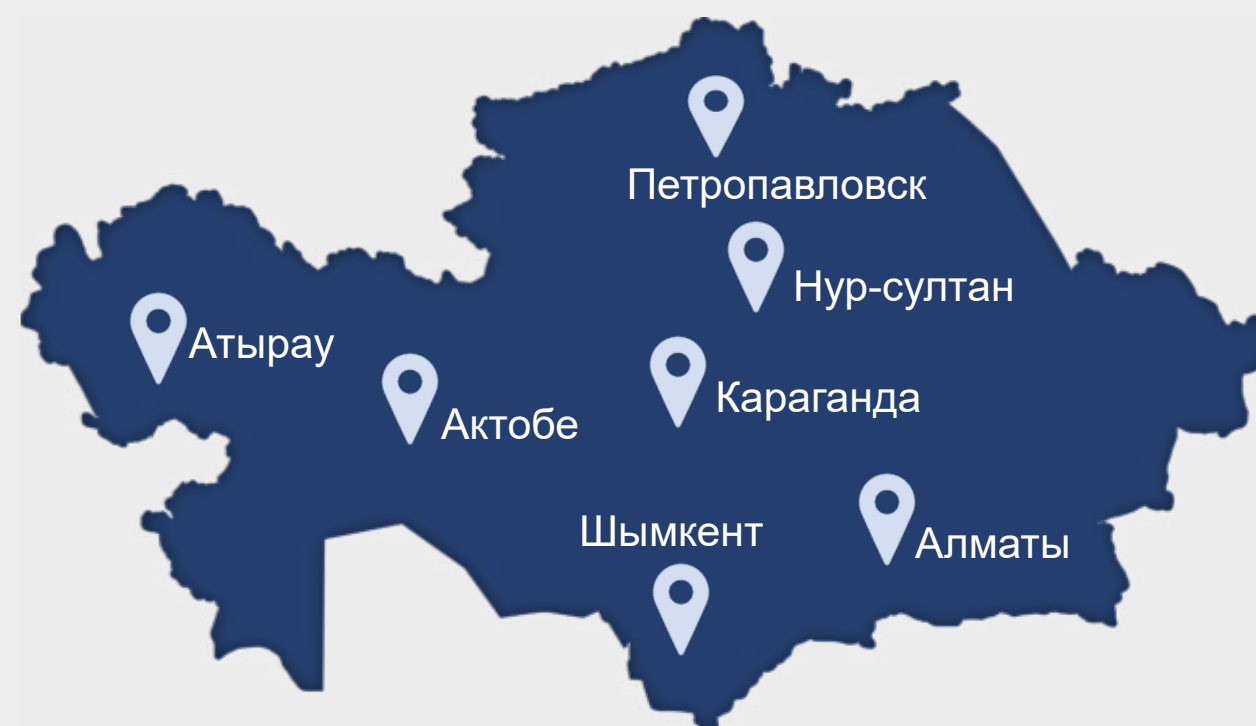 Петропавловск
Нур-султан
Атырау
Караганда
Актобе
Шымкент
Алматы